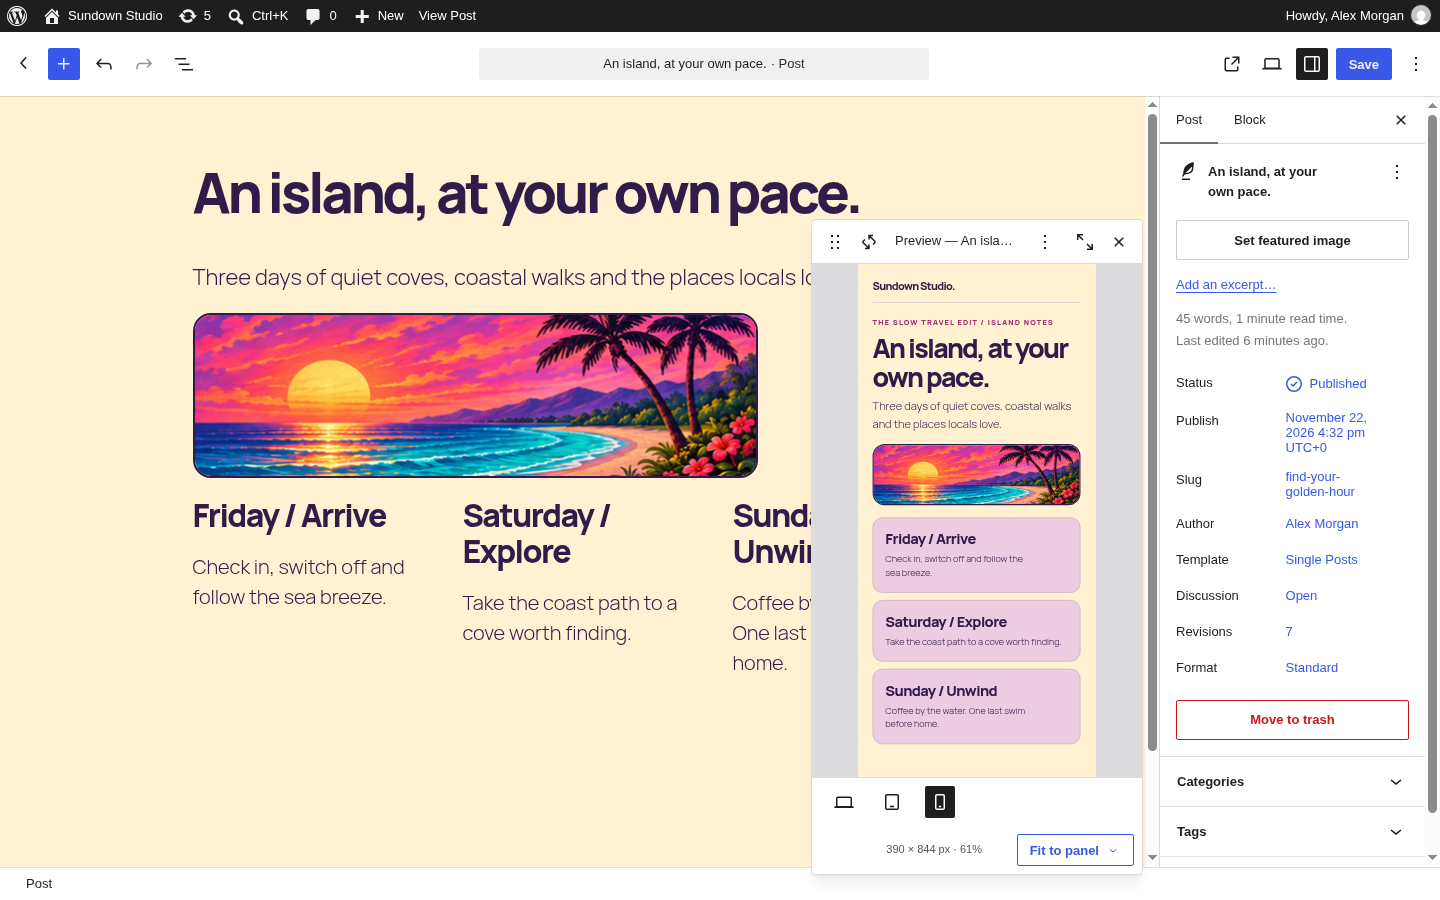 Sundown Studio
5
Ctrl+K
0
New
View Post
Howdy, Alex Morgan
An island, at your own pace. · Post
Save
An island, at your own pace.
Three days of quiet coves, coastal walks and the places locals
Friday / Arrive
Check in, switch off and
follow the sea breeze.
Saturday /
Explore
Take the coast path to a
cove worth finding.
Coffee
One last
home.
Preview — An isla…
Sundown Studio.
THE SLOW TRAVEL EDIT / ISLAND NOTES
An island, at your
own pace.
Three days of quiet coves, coastal walks
and the places locals love.
Friday / Arrive
Check in, switch off and follow the
sea breeze.
Saturday / Explore
Take the coast path to a cove worth finding.
Sunday / Unwind
Coffee by the water. One last swim
before home.
390 × 844 px · 61%
Fit to panel
Post
Block
An island, at your
own pace.
Set featured image
Add an excerpt…
45 words, 1 minute read time.
Last edited 6 minutes ago.
Status
Published
Publish
November 22,
2026 4:32 pm
UTC+0
Slug
find-your-
golden-hour
Author
Alex Morgan
Template
Single Posts
Discussion
Open
Revisions
7
Format
Standard
Move to trash
Categories
Tags
Post